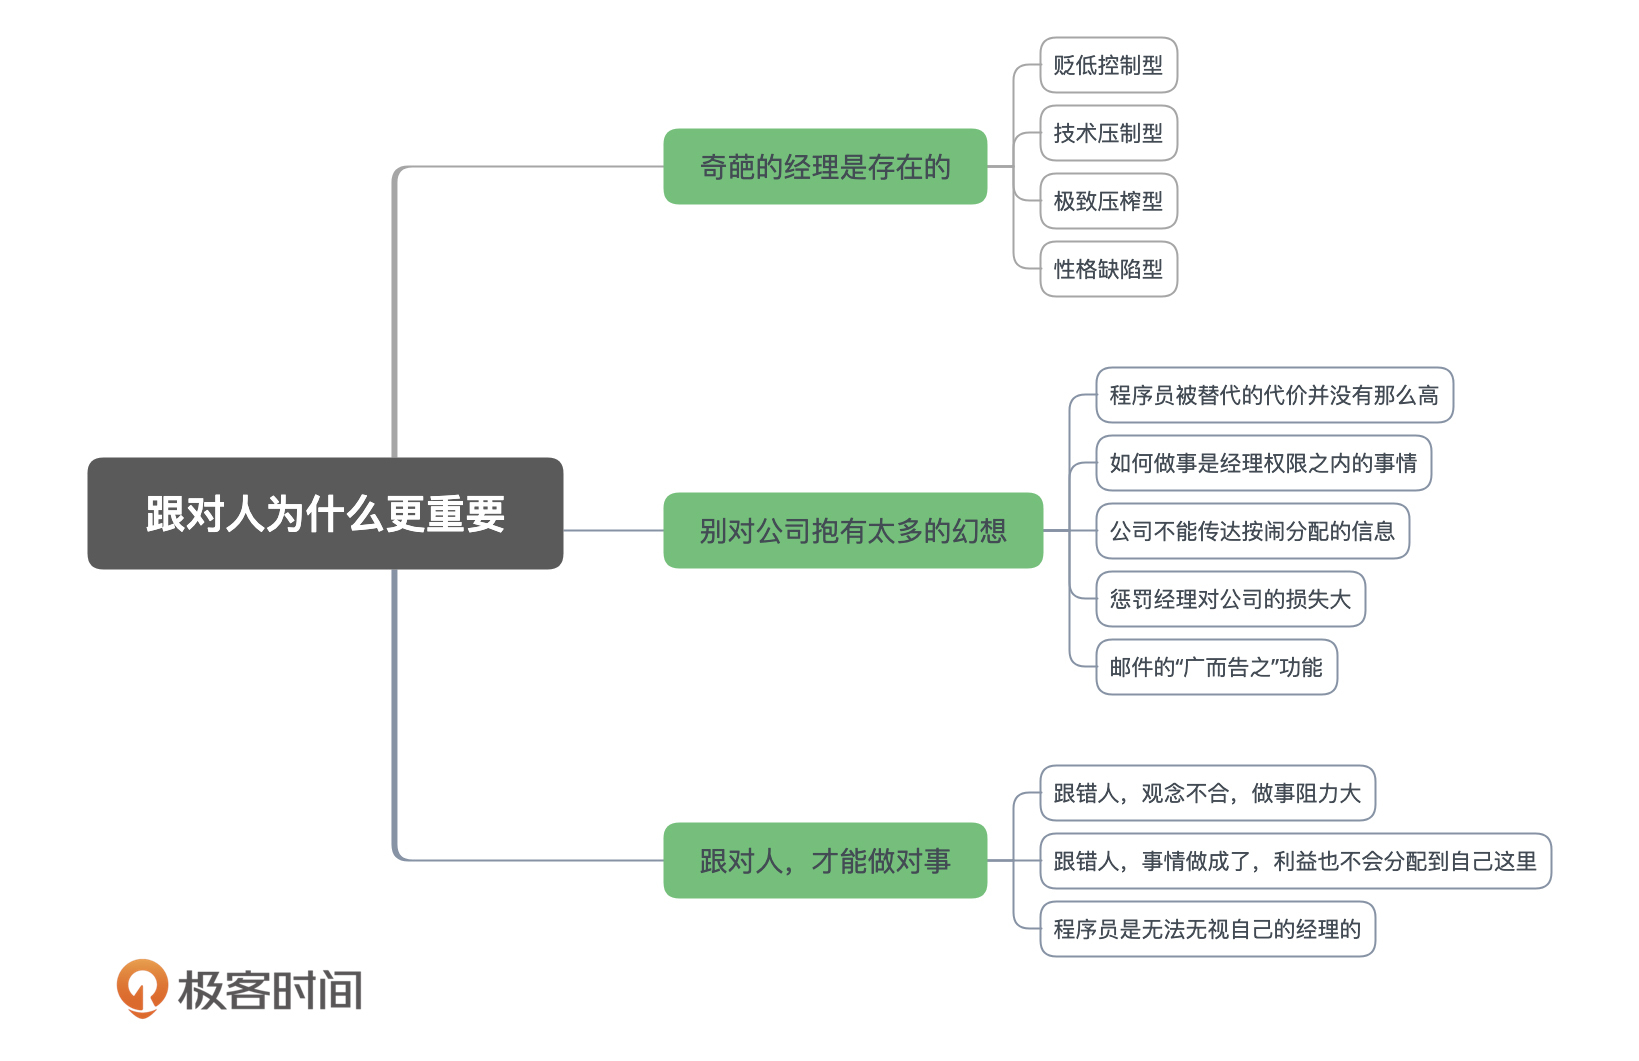 跟对人为什么更重要
奇葩的经理是存在的
贬低控制型
技术压制型
极致压榨型
性格缺陷型
别对公司抱有太多的幻想
程序员被替代的代价并没有那么高
如何做事是经理权限之内的事情
公司不能传达按闹分配的信息
惩罚经理对公司的损失大
邮件的“广而告之”功能
跟对人，才能做对事
跟错人，观念不合，做事阻力大
跟错人，事情做成了，利益也不会分配到自己这里
程序员是无法无视自己的经理的
极客时间